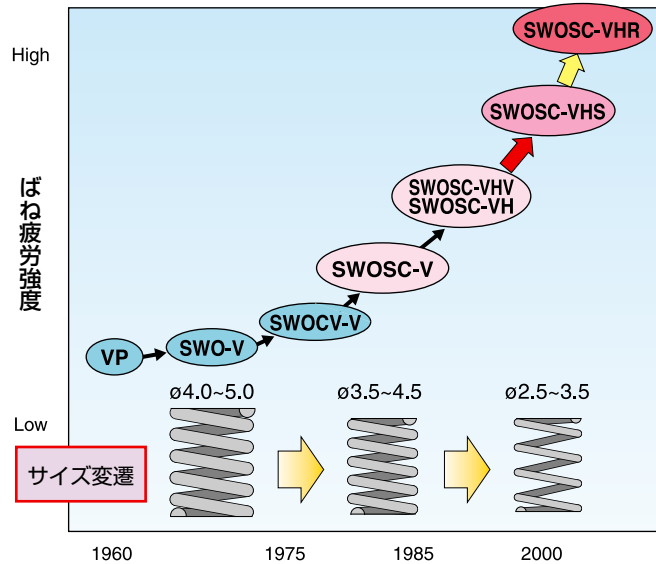 High
SWOSC-VHR
SWOSC-VHS
SWOSC-VHV
SWOSC-VH
ばね疲労強度
SWOSC-V
SWOCV-V
VP
SWO-V
ø4.0~5.0
ø3.5~4.5
ø2.5~3.5
Low
サイズ変遷
1960
1975
1985
2000